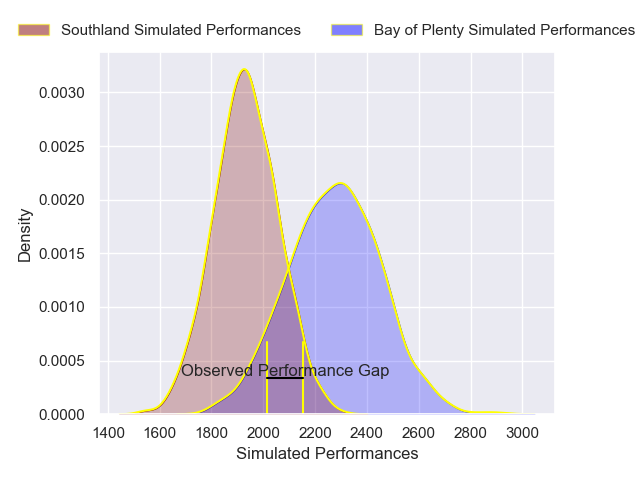 Southland Simulated Performances Bay of Plenty Simulated Performances
0.0030
0.0025
0.0020
0.0015
0.0010
0.0005
0.0000
Density
Observed Performance Gap
1400 1600 1800 2000 2200 2400 2600 2800 3000
Simulated Performances